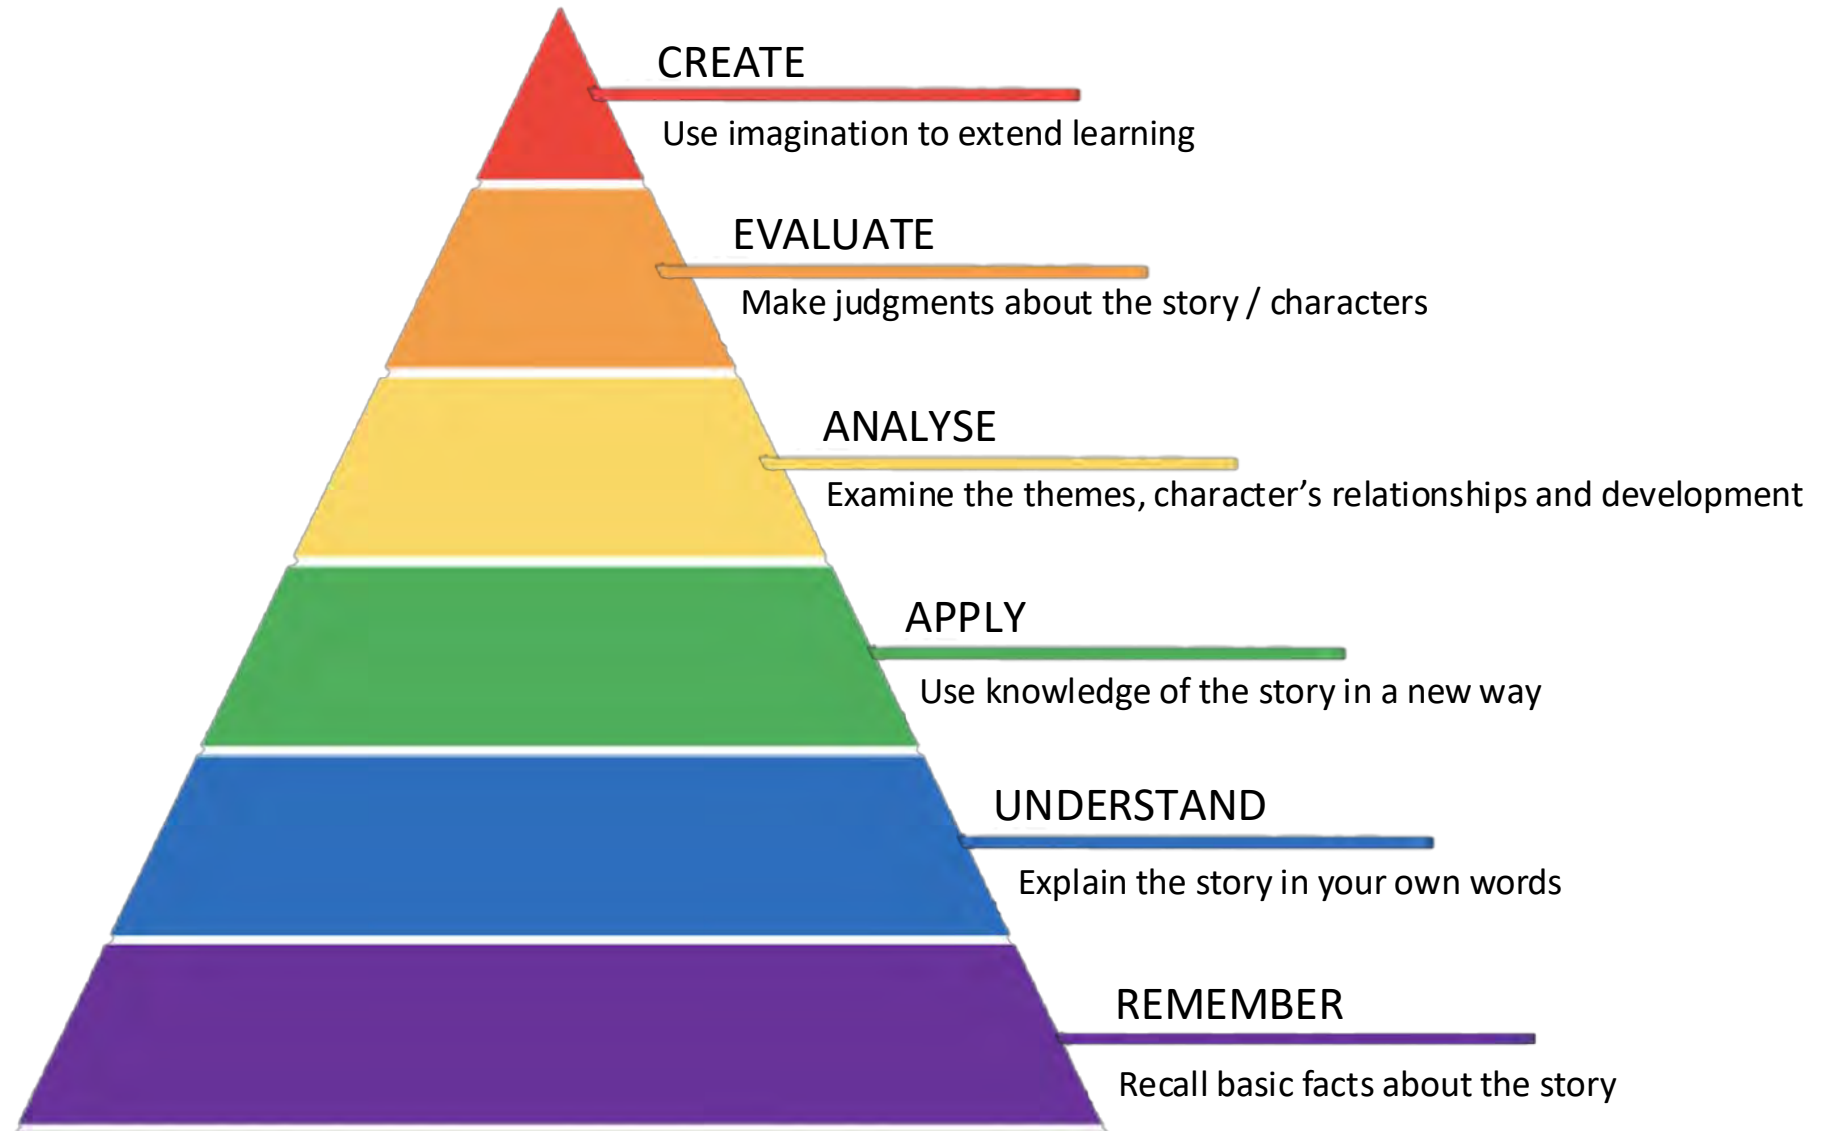 CREATE
Use imagination to extend learning
EVALUATE
Make judgments about the story / characters
ANALYSE
Examine the themes, character’s relationships and development
APPLY
Use knowledge of the story in a new way
UNDERSTAND
Explain the story in your own words
REMEMBER
Recall basic facts about the story